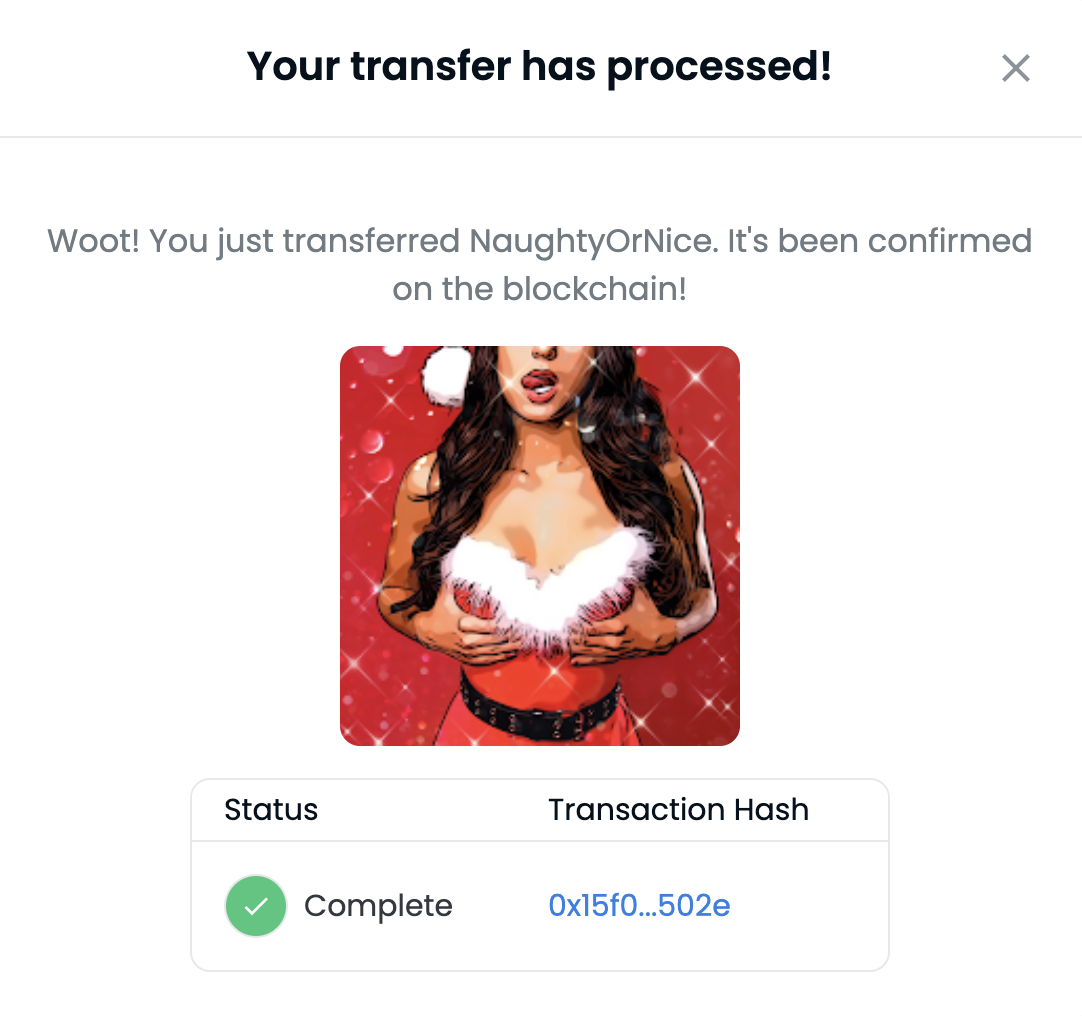 Your transfer has processed!
Woot! You just transferred NaughtyOrNice. It's been confirmed
on the blockchain!
Status
Transaction Hash
Complete
0x15f0...502e